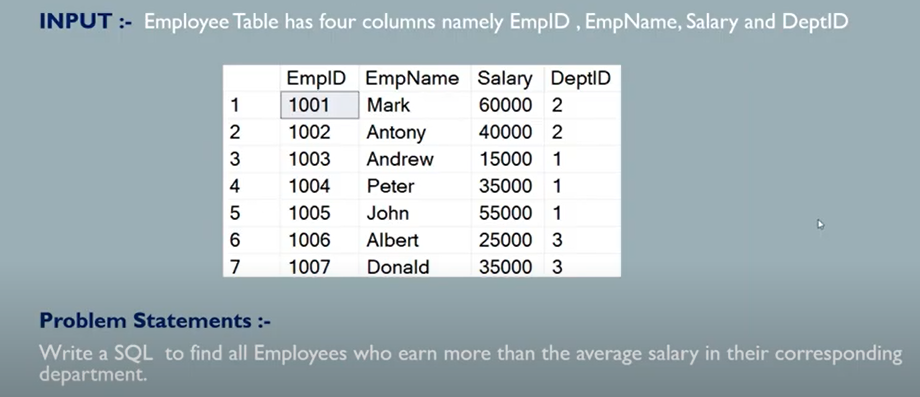 INPUT :- Employee Table has four columns namely EmpID , EmpName, Salary and DeptID
EmpID EmpName Salary DeptID
1 1001 Mark 60000 2
2 1002 Antony 40000 2
3 1003 Andrew 15000 1
4 1004 Peter 35000 1
5 1005 John 55000 1
6 1006 Albert 25000 3
7 1007 Donald 35000 3
Problem Statements :-
Write a SQL to find all Employees who earn more than the average salary in their corresponding
department.